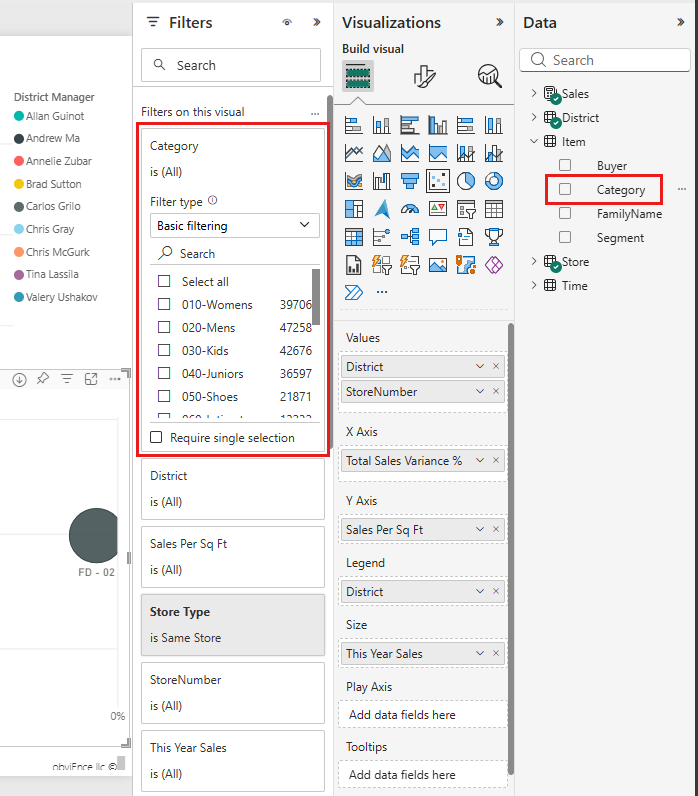 District Manager
Allan Guinot
Andrew Ma
Annelie Zubar
Brad Sutton
Carlos Grilo
Chris Gray
Chris McGurk
Tina Lassila
Valery Ushakov
FD - 02
0%
obviEnce llc ©
Filters
Search
Filters on this visual
Category
is (All)
Filter type
Basic filtering
Search
Select all
010-Womens 39706
020-Mens 47258
030-Kids 42676
040-Juniors 36597
050-Shoes 21871
Require single selection
District
is (All)
Sales Per Sq Ft
is (All)
Store Type
is Same Store
StoreNumber
is (All)
This Year Sales
is (All)
Visualizations
Build visual
Values
District
StoreNumber
X Axis
Total Sales Variance %
Y Axis
Sales Per Sq Ft
Legend
District
Size
This Year Sales
Play Axis
Add data fields here
Tooltips
Add data fields here
Data
Search
Sales
District
Item
Buyer
Category
FamilyName
Segment
Store
Time